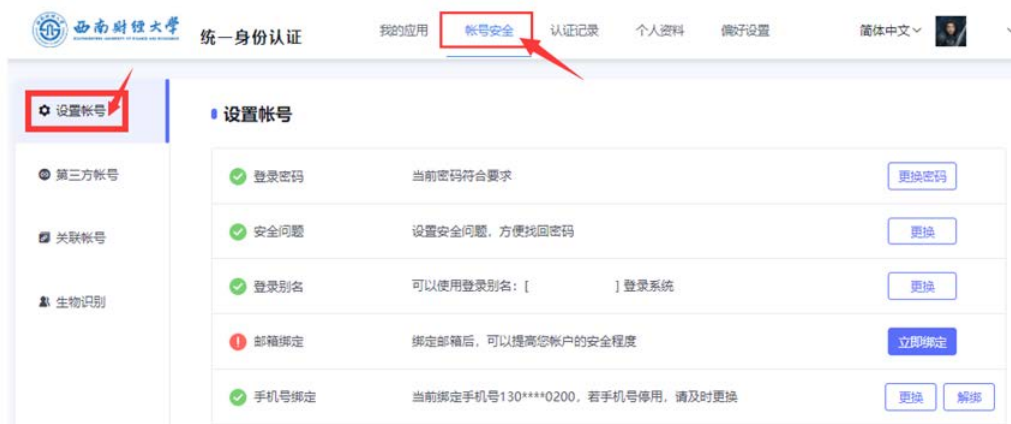 西南财经大学 统一身份认证 我的应用 帐号安全 认证记录 个人资料 偏好设置 简体中文
设置帐号
第三方帐号
关联帐号
生物识别
设置帐号
登录密码 当前密码符合要求 更换密码
安全问题 设置安全问题，方便找回密码 更换
登录别名 可以使用登录别名：[ ] 登录系统 更换
邮箱绑定 绑定邮箱后，可以提高您帐户的安全程度 立即绑定
手机号绑定 当前绑定手机号130****0200，若手机号停用，请及时更换 更换 解绑